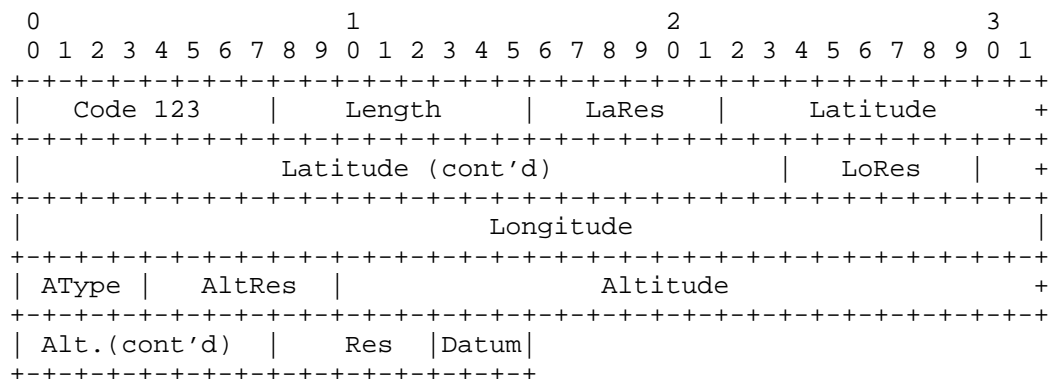 0                   1                   2                   3
 0 1 2 3 4 5 6 7 8 9 0 1 2 3 4 5 6 7 8 9 0 1 2 3 4 5 6 7 8 9 0 1
+-+-+-+-+-+-+-+-+-+-+-+-+-+-+-+-+-+-+-+-+-+-+-+-+-+-+-+-+-+-+-+-+
|   Code 123    |    Length     |   LaRes   |     Latitude      +
+-+-+-+-+-+-+-+-+-+-+-+-+-+-+-+-+-+-+-+-+-+-+-+-+-+-+-+-+-+-+-+-+
|                Latitude (cont'd)              |   LoRes   |   +
+-+-+-+-+-+-+-+-+-+-+-+-+-+-+-+-+-+-+-+-+-+-+-+-+-+-+-+-+-+-+-+-+
|                             Longitude                         |
+-+-+-+-+-+-+-+-+-+-+-+-+-+-+-+-+-+-+-+-+-+-+-+-+-+-+-+-+-+-+-+-+
| AType |   AltRes  |                Altitude                   +
+-+-+-+-+-+-+-+-+-+-+-+-+-+-+-+-+-+-+-+-+-+-+-+-+-+-+-+-+-+-+-+-+
| Alt.(cont'd)  |    Res  |Datum|
+-+-+-+-+-+-+-+-+-+-+-+-+-+-+-+-+